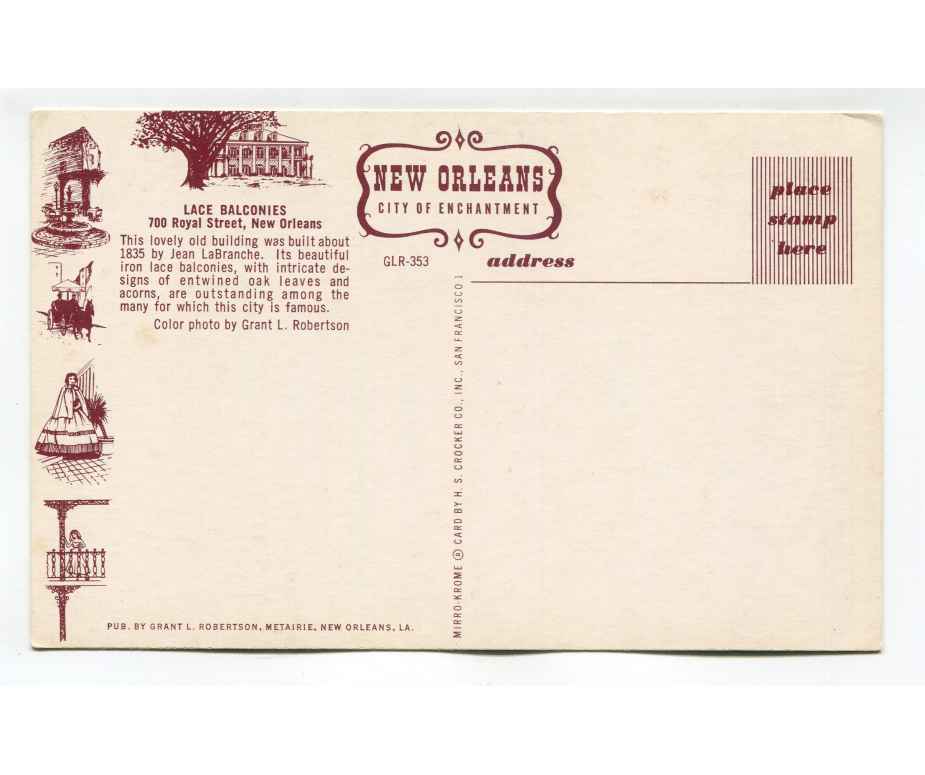 LACE BALCONIES
700 Royal Street, New Orleans
This lovely old building was built about
1835 by Jean LaBranche. Its beautiful
iron lace balconies, with intricate de-
signs of entwined oak leaves and
acorns, are outstanding among the
many for which this city is famous.
Color photo by Grant L. Robertson
NEW ORLEANS
CITY OF ENCHANTMENT
GLR-353
address
place
stamp
here
MIRRO-KROME ® CARD BY H. S. CROCKER CO., INC., SAN FRANCISCO 1
PUB. BY GRANT L. ROBERTSON, METAIRIE, NEW ORLEANS, LA.